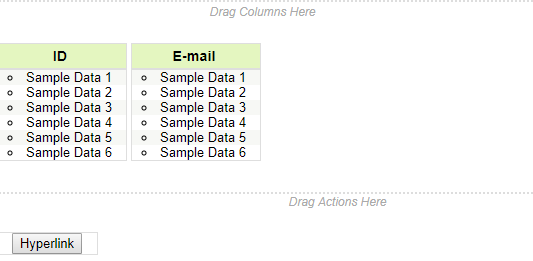 Drag Columns Here
ID E-mail
Sample Data 1 Sample Data 1
Sample Data 2 Sample Data 2
Sample Data 3 Sample Data 3
Sample Data 4 Sample Data 4
Sample Data 5 Sample Data 5
Sample Data 6 Sample Data 6
Drag Actions Here
Hyperlink